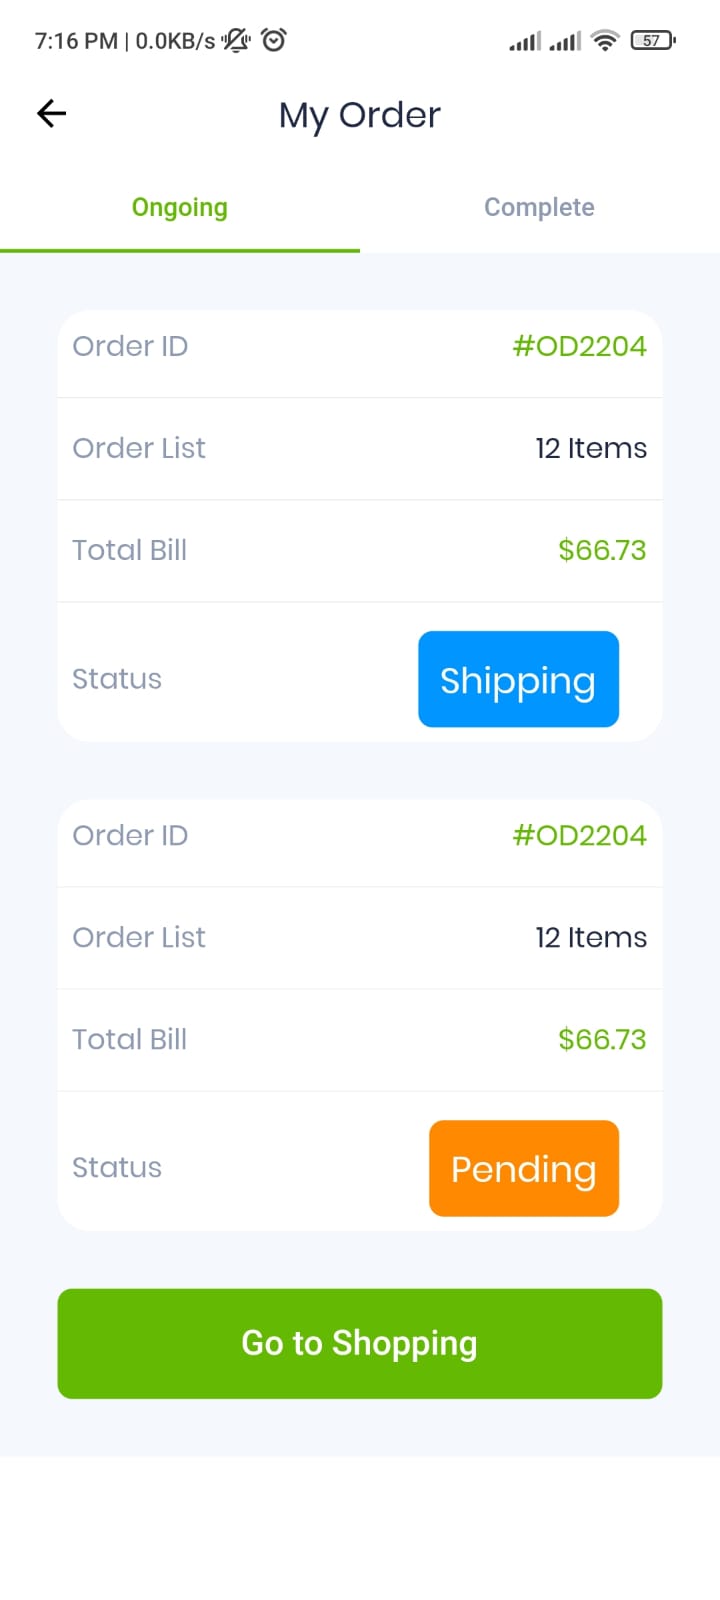 7:16 PM | 0.0KB/s 57
My Order
Ongoing Complete
Order ID #OD2204
Order List 12 Items
Total Bill $66.73
Status Shipping
Order ID #OD2204
Order List 12 Items
Total Bill $66.73
Status Pending
Go to Shopping